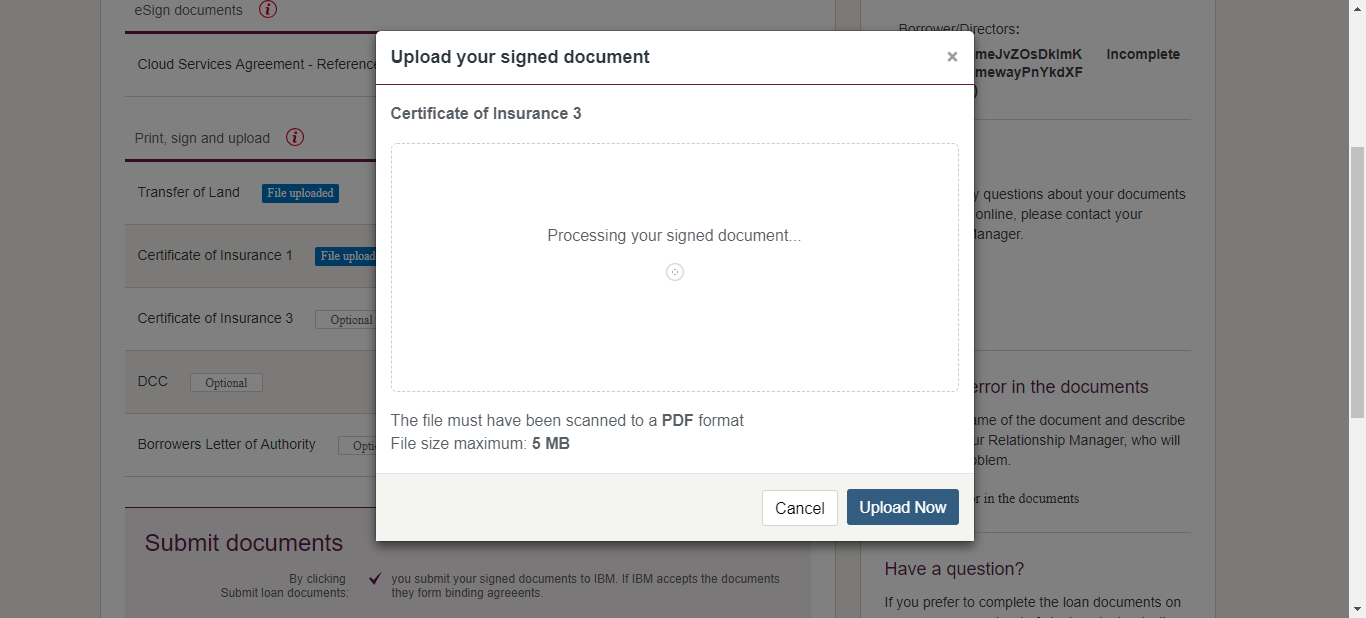 eSign documents
Cloud Services Agreement - Reference
Print, sign and upload
Transfer of Land File uploaded
Certificate of Insurance 1 File upload
Certificate of Insurance 3 Optional
DCC Optional
Borrowers Letter of Authority
Submit documents
By clicking
Submit loan documents:
you submit your signed documents to IBM. If IBM accepts the documents
they form binding agreeents.
Upload your signed document
×
Certificate of Insurance 3
Processing your signed document...
The file must have been scanned to a PDF format
File size maximum: 5 MB
Cancel Upload Now
Borrower/Directors:
meJvZOsDkImK Incomplete
mewayPnYkdXF
)
y questions about your documents
online, please contact your
Manager.
error in the documents
ame of the document and describe
ur Relationship Manager, who will
oblem.
r in the documents
Have a question?
If you prefer to complete the loan documents on